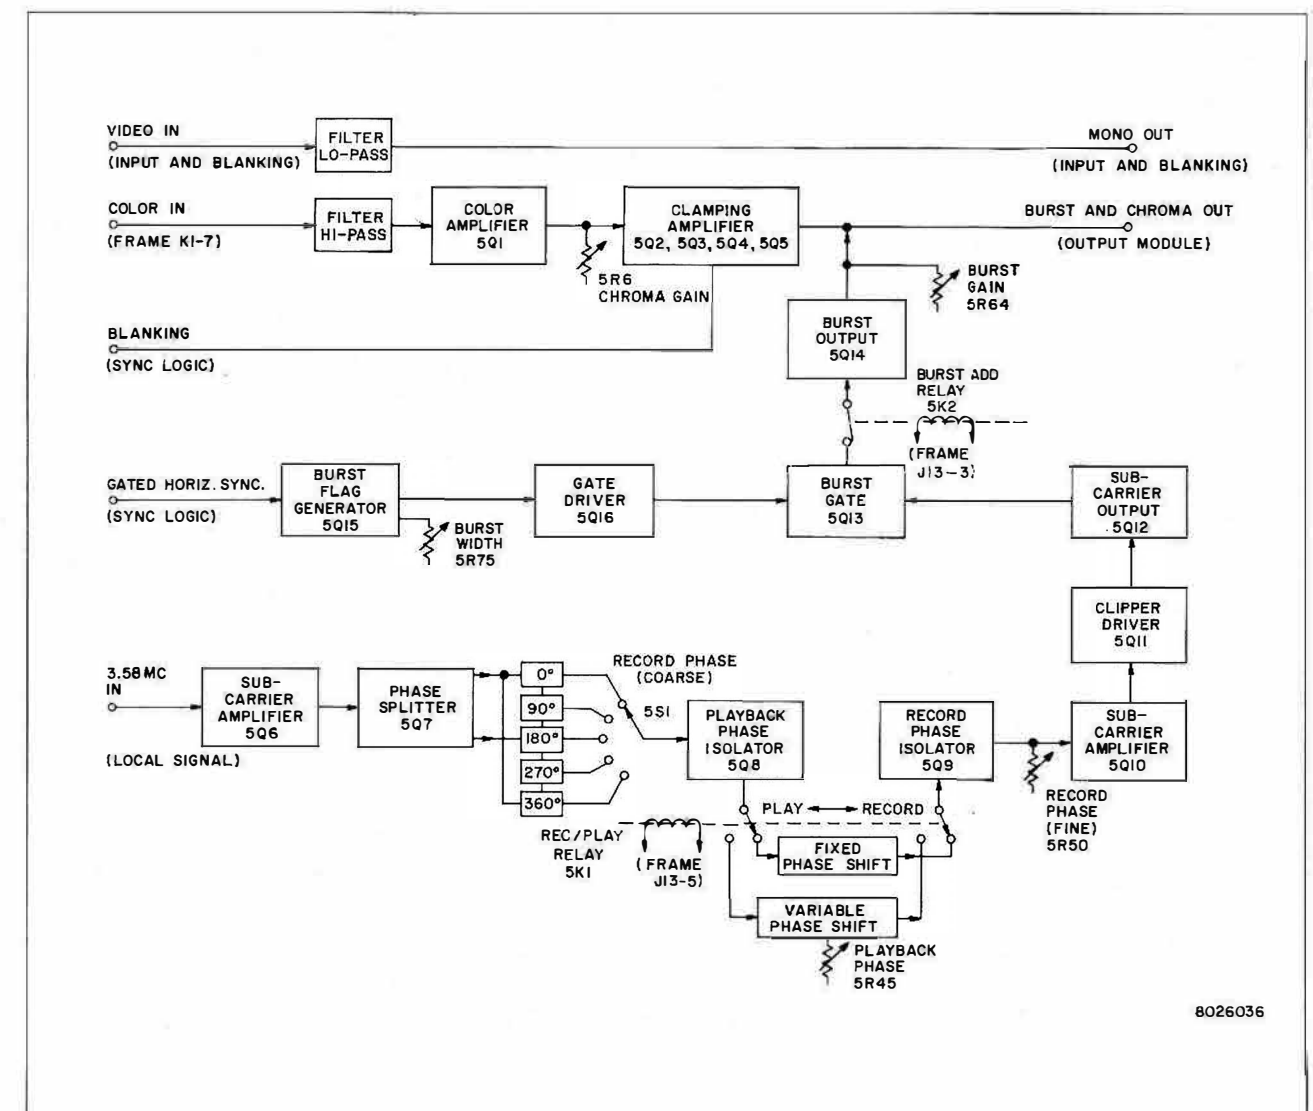 VIDEO IN
(INPUT AND BLANKING)
FILTER
LO-PASS
MONO OUT
(INPUT AND BLANKING)
COLOR IN
(FRAME K1-7)
FILTER
HI-PASS
COLOR
AMPLIFIER
5Q1
5R6
CHROMA GAIN
CLAMPING
AMPLIFIER
5Q2, 5Q3, 5Q4, 5Q5
BURST AND CHROMA OUT
(OUTPUT MODULE)
BURST
GAIN
5R64
BLANKING
(SYNC LOGIC)
BURST
OUTPUT
5Q14
BURST ADD
RELAY
5K2
(FRAME
J13-3)
GATED HORIZ. SYNC.
(SYNC LOGIC)
BURST
FLAG
GENERATOR
5Q15
BURST
WIDTH
5R75
GATE
DRIVER
5Q16
BURST
GATE
5Q13
SUB-
CARRIER
OUTPUT
5Q12
CLIPPER
DRIVER
5Q11
3.58 MC
IN
(LOCAL SIGNAL)
SUB-
CARRIER
AMPLIFIER
5Q6
PHASE
SPLITTER
5Q7
0°
90°
180°
270°
360°
RECORD PHASE
(COARSE)
5S1
PLAYBACK
PHASE
ISOLATOR
5Q8
RECORD
PHASE
ISOLATOR
5Q9
SUB-
CARRIER
AMPLIFIER
5Q10
RECORD
PHASE
(FINE)
5R50
PLAY RECORD
REC/PLAY
RELAY
5K1
(FRAME
J13-5)
FIXED
PHASE SHIFT
VARIABLE
PHASE SHIFT
PLAYBACK
PHASE
5R45
8026036